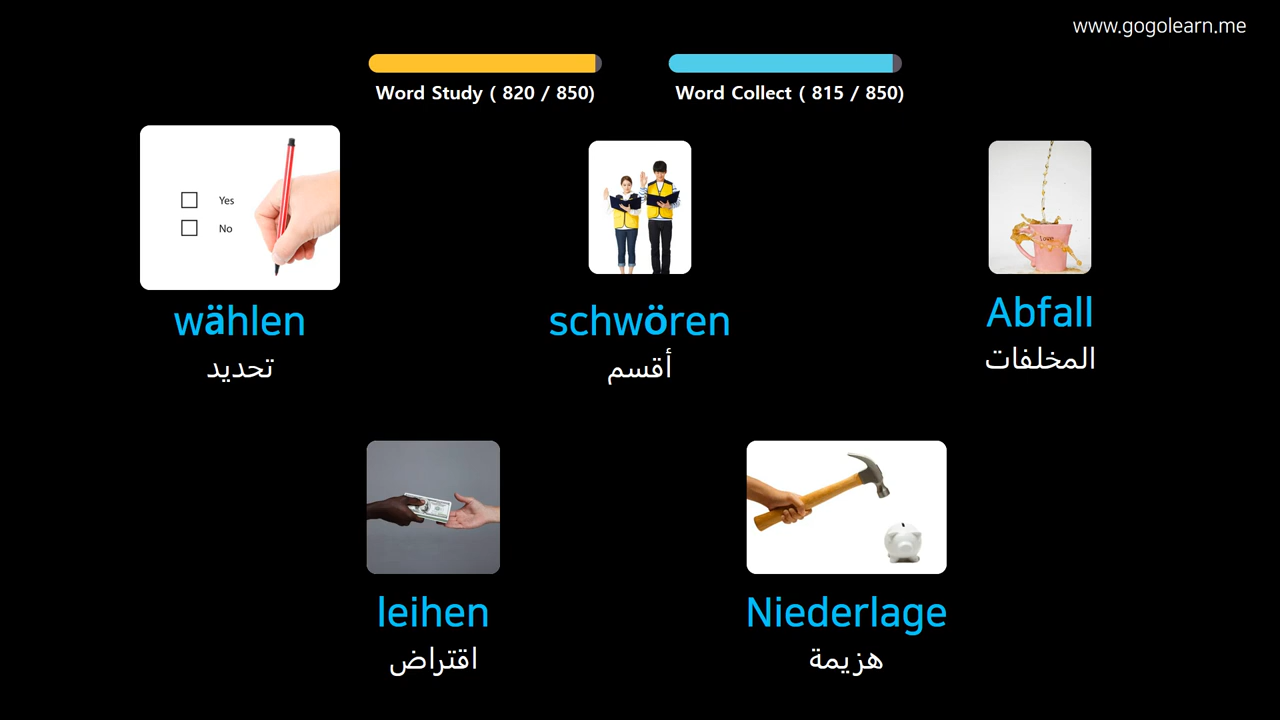 www.gogolearn.me
Word Study ( 820 / 850)
Word Collect ( 815 / 850)
Yes
No
Love
wählen
schwören
Abfall
تحديد
أقسم
المخلفات
leihen
Niederlage
اقتراض
هزيمة